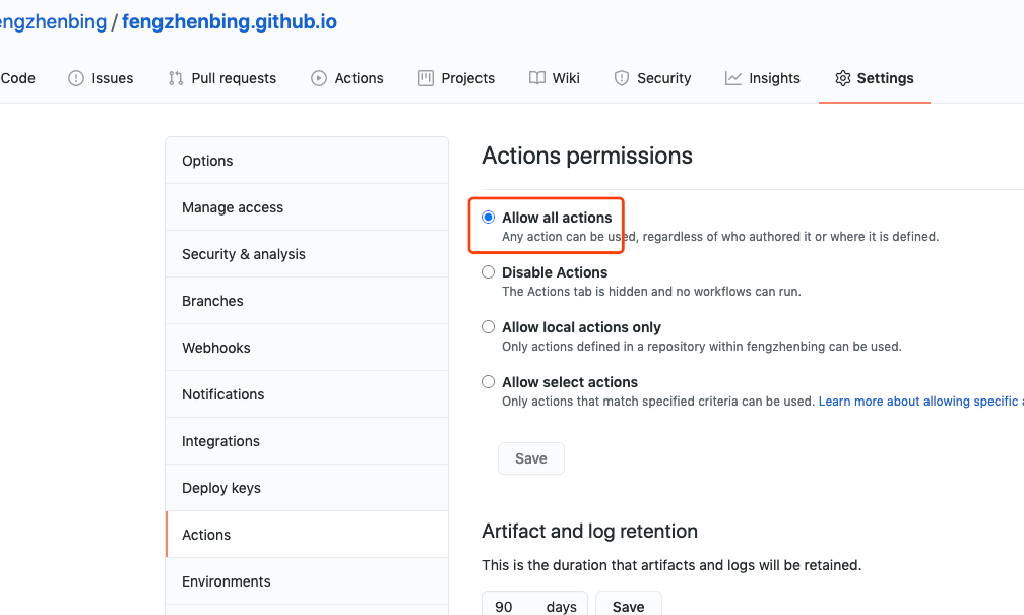 engzhenbing / fengzhenbing.github.io
Code Issues Pull requests Actions Projects Wiki Security Insights Settings
Options
Manage access
Security & analysis
Branches
Webhooks
Notifications
Integrations
Deploy keys
Actions
Environments
Actions permissions
Allow all actions
Any action can be used, regardless of who authored it or where it is defined.
Disable Actions
The Actions tab is hidden and no workflows can run.
Allow local actions only
Only actions defined in a repository within fengzhenbing can be used.
Allow select actions
Only actions that match specified criteria can be used. Learn more about allowing specific a
Save
Artifact and log retention
This is the duration that artifacts and logs will be retained.
90 days Save